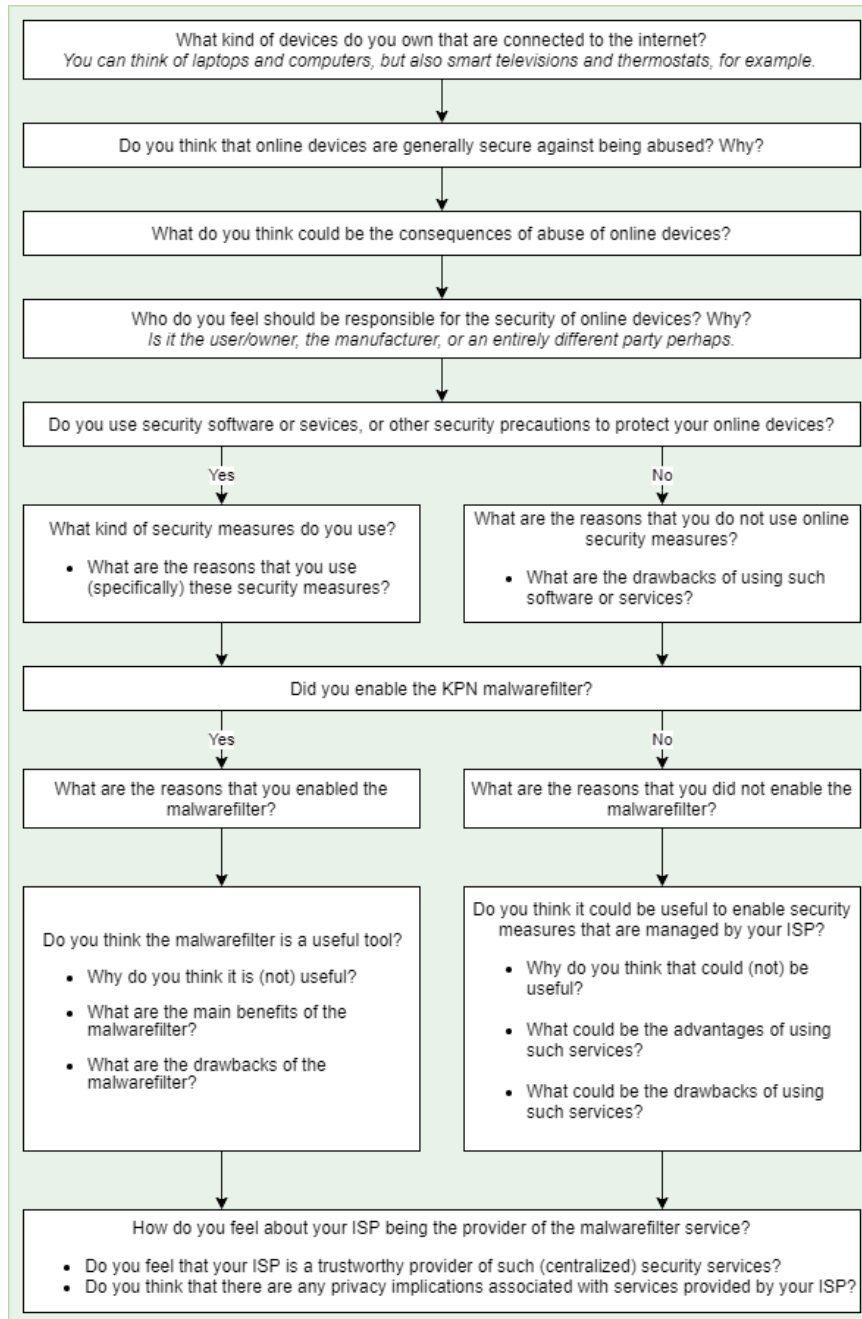 What kind of devices do you own that are connected to the internet?
You can think of laptops and computers, but also smart televisions and thermostats, for example.
Do you think that online devices are generally secure against being abused? Why?
What do you think could be the consequences of abuse of online devices?
Who do you feel should be responsible for the security of online devices? Why?
Is it the user/owner, the manufacturer, or an entirely different party perhaps.
Do you use security software or sevices, or other security precautions to protect your online devices?
Yes
No
What kind of security measures do you use?
• What are the reasons that you use
(specifically) these security measures?
What are the reasons that you do not use online
security measures?
• What are the drawbacks of using such
software or services?
Did you enable the KPN malwarefilter?
Yes
No
What are the reasons that you enabled the
malwarefilter?
What are the reasons that you did not enable the
malwarefilter?
Do you think the malwarefilter is a useful tool?
• Why do you think it is (not) useful?
• What are the main benefits of the
malwarefilter?
• What are the drawbacks of the
malwarefilter?
Do you think it could be useful to enable security
measures that are managed by your ISP?
• Why do you think that could (not) be
useful?
• What could be the advantages of using
such services?
• What could be the drawbacks of using
such services?
How do you feel about your ISP being the provider of the malwarefilter service?
• Do you feel that your ISP is a trustworthy provider of such (centralized) security services?
• Do you think that there are any privacy implications associated with services provided by your ISP?